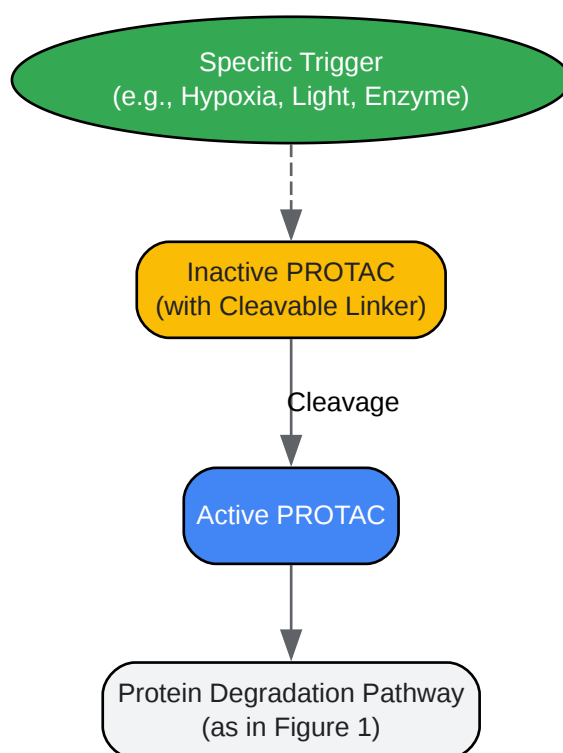 Specific Trigger
(e.g., Hypoxia, Light, Enzyme)
Inactive PROTAC
(with Cleavable Linker)
Cleavage
Active PROTAC
Protein Degradation Pathway
(as in Figure 1)